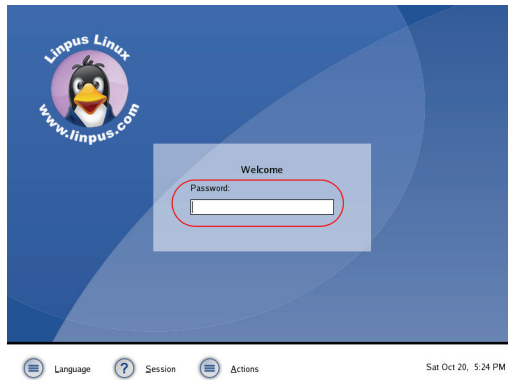 Linpus Linux
www.linpus.com
Welcome
Password:
Language
? Session
Actions
Sat Oct 20, 5:24 PM